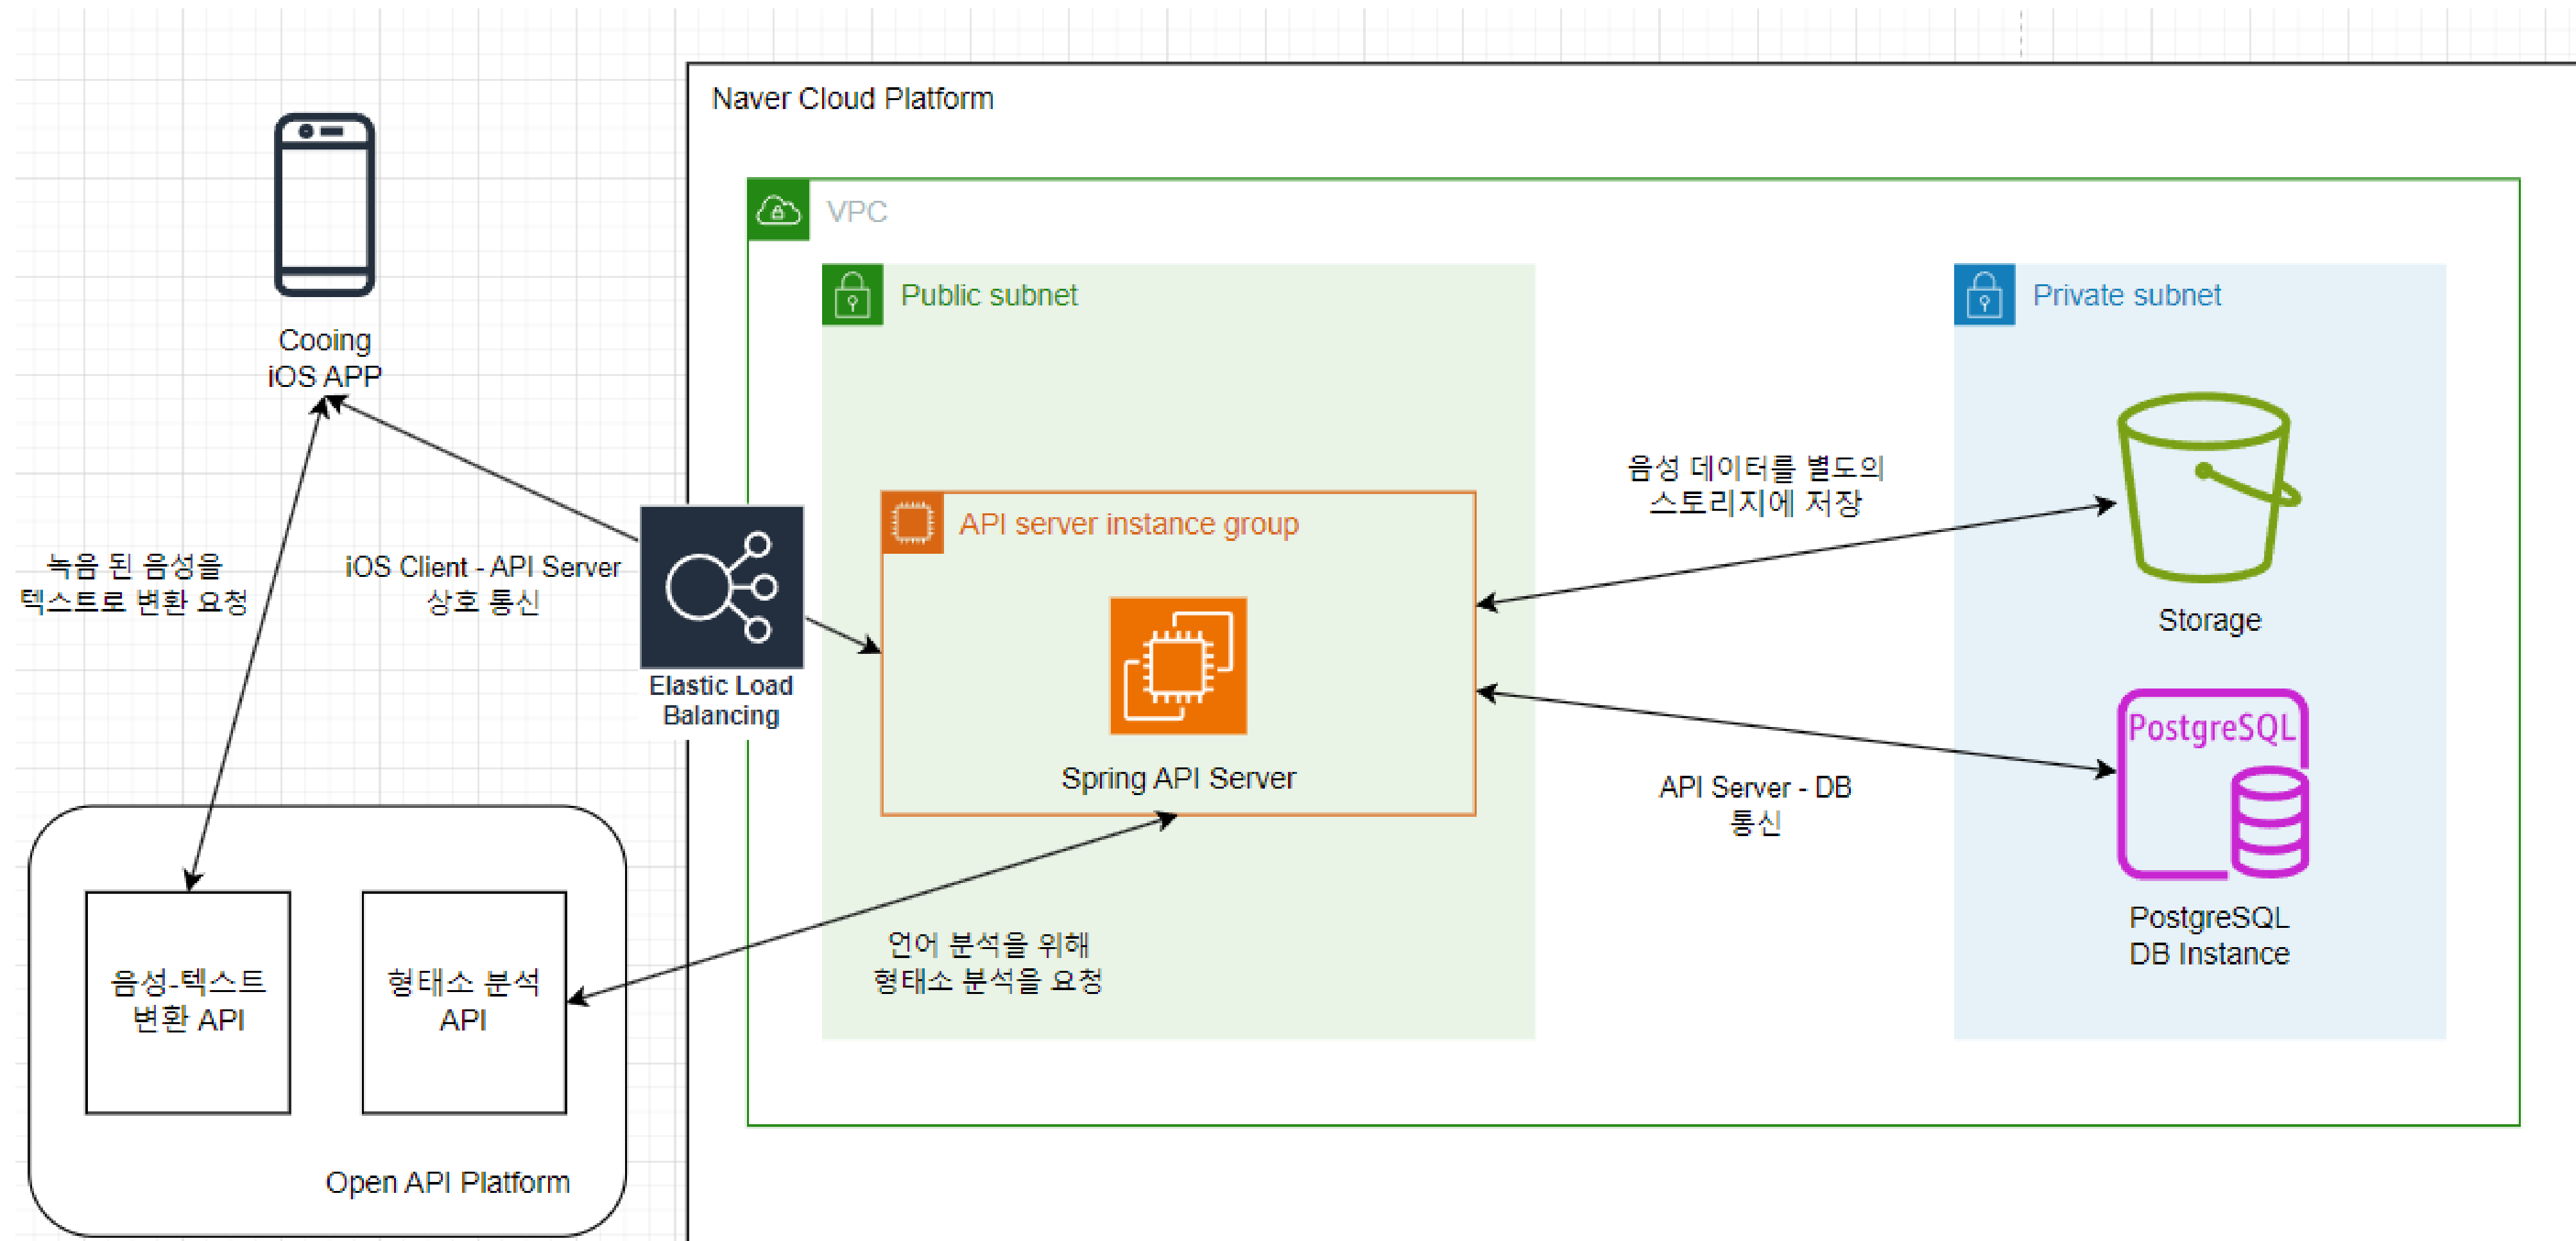 Naver Cloud Platform
VPC
Public subnet
Private subnet
Cooing
iOS APP
음성 데이터를 별도의
스토리지에 저장
API server instance group
녹음 된 음성을
텍스트로 변환 요청
iOS Client - API Server
상호 통신
Storage
Elastic Load
Balancing
PostgreSQL
Spring API Server
API Server - DB
통신
PostgreSQL
DB Instance
언어 분석을 위해
형태소 분석을 요청
음성-텍스트
변환 API
형태소 분석
API
Open API Platform